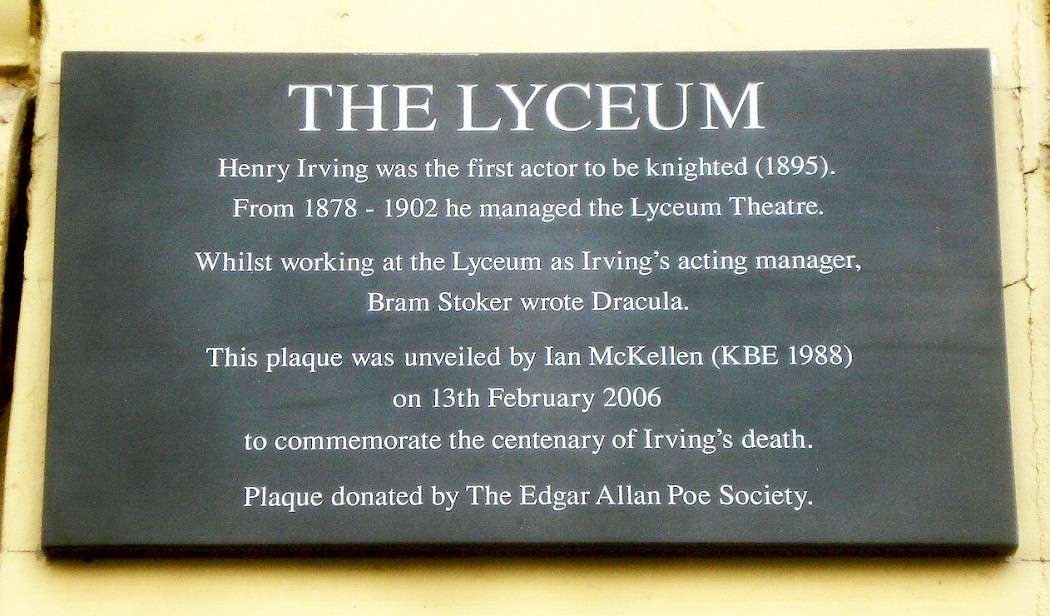 THE LYCEUM
Henry Irving was the first actor to be knighted (1895).
From 1878 - 1902 he managed the Lyceum Theatre.
Whilst working at the Lyceum as Irving's acting manager,
Bram Stoker wrote Dracula.
This plaque was unveiled by Ian McKellen (KBE 1988)
on 13th February 2006
to commemorate the centenary of Irving's death.
Plaque donated by The Edgar Allan Poe Society.